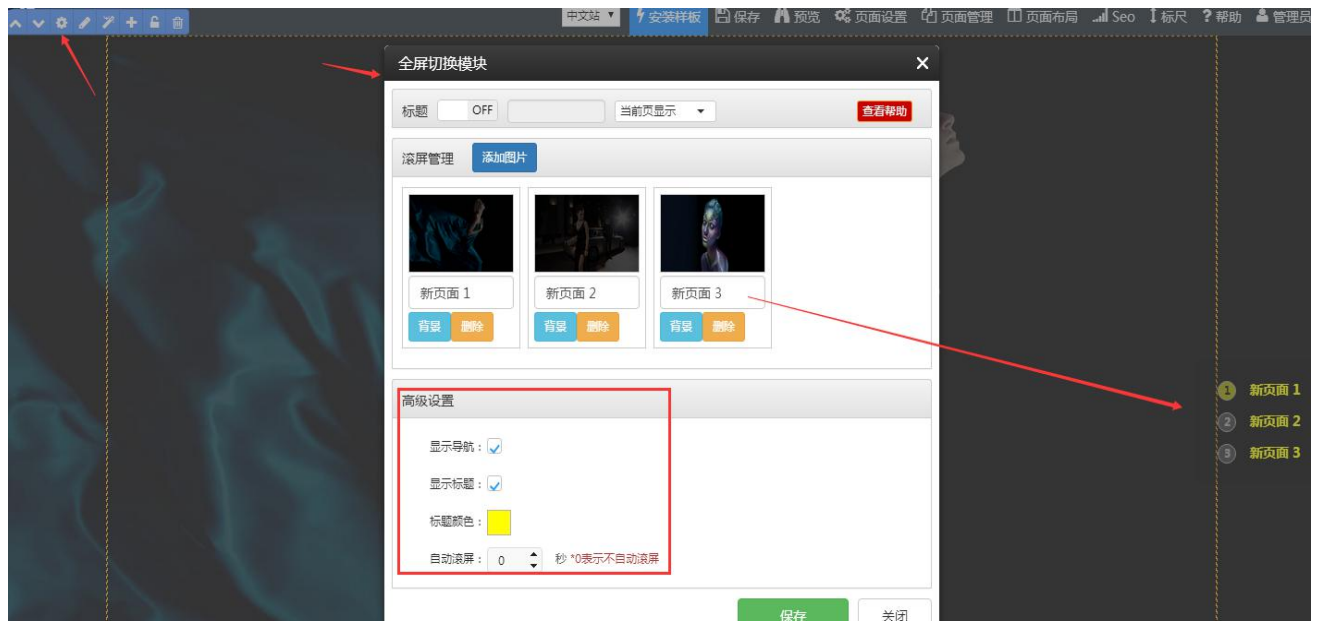 中文站 安装样板 保存 预览 页面设置 页面管理 页面布局 Seo 标尺 ? 帮助 管理员
全屏切换模块 ×
标题 OFF 当前页显示 查看帮助
滚屏管理 添加图片
新页面 1 新页面 2 新页面 3
背景 删除 背景 删除 背景 删除
高级设置
1 新页面 1
2 新页面 2
显示导航：
3 新页面 3
显示标题：
标题颜色：
自动滚屏： 0 秒 *0表示不自动滚屏
保存 关闭